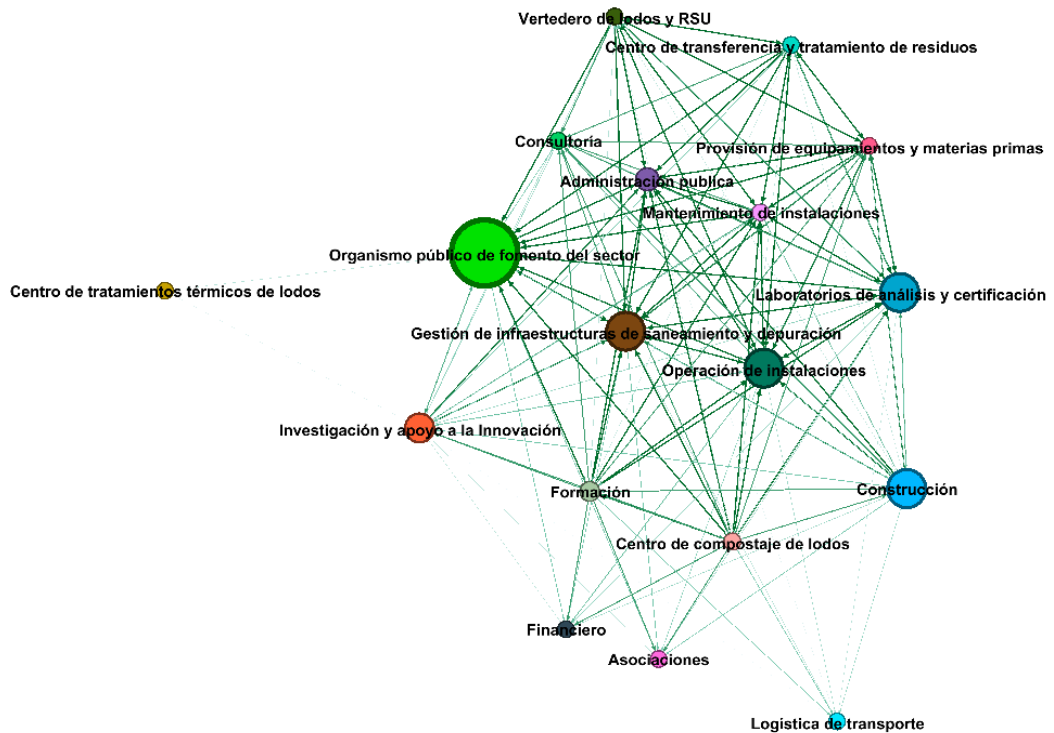 Vertedero de lodos y RSU
Centro de transferencia y tratamiento de residuos
Consultoría
Provisión de equipamientos y materias primas
Administración publica
Mantenimiento de instalaciones
Organismo público de fomento del sector
Centro de tratamientos térmicos de lodos
Laboratorios de análisis y certificación
Gestión de infraestructuras de saneamiento y depuración
Operación de instalaciones
Investigación y apoyo a la Innovación
Formación
Construcción
Centro de compostaje de lodos
Financiero
Asociaciones
Logística de transporte